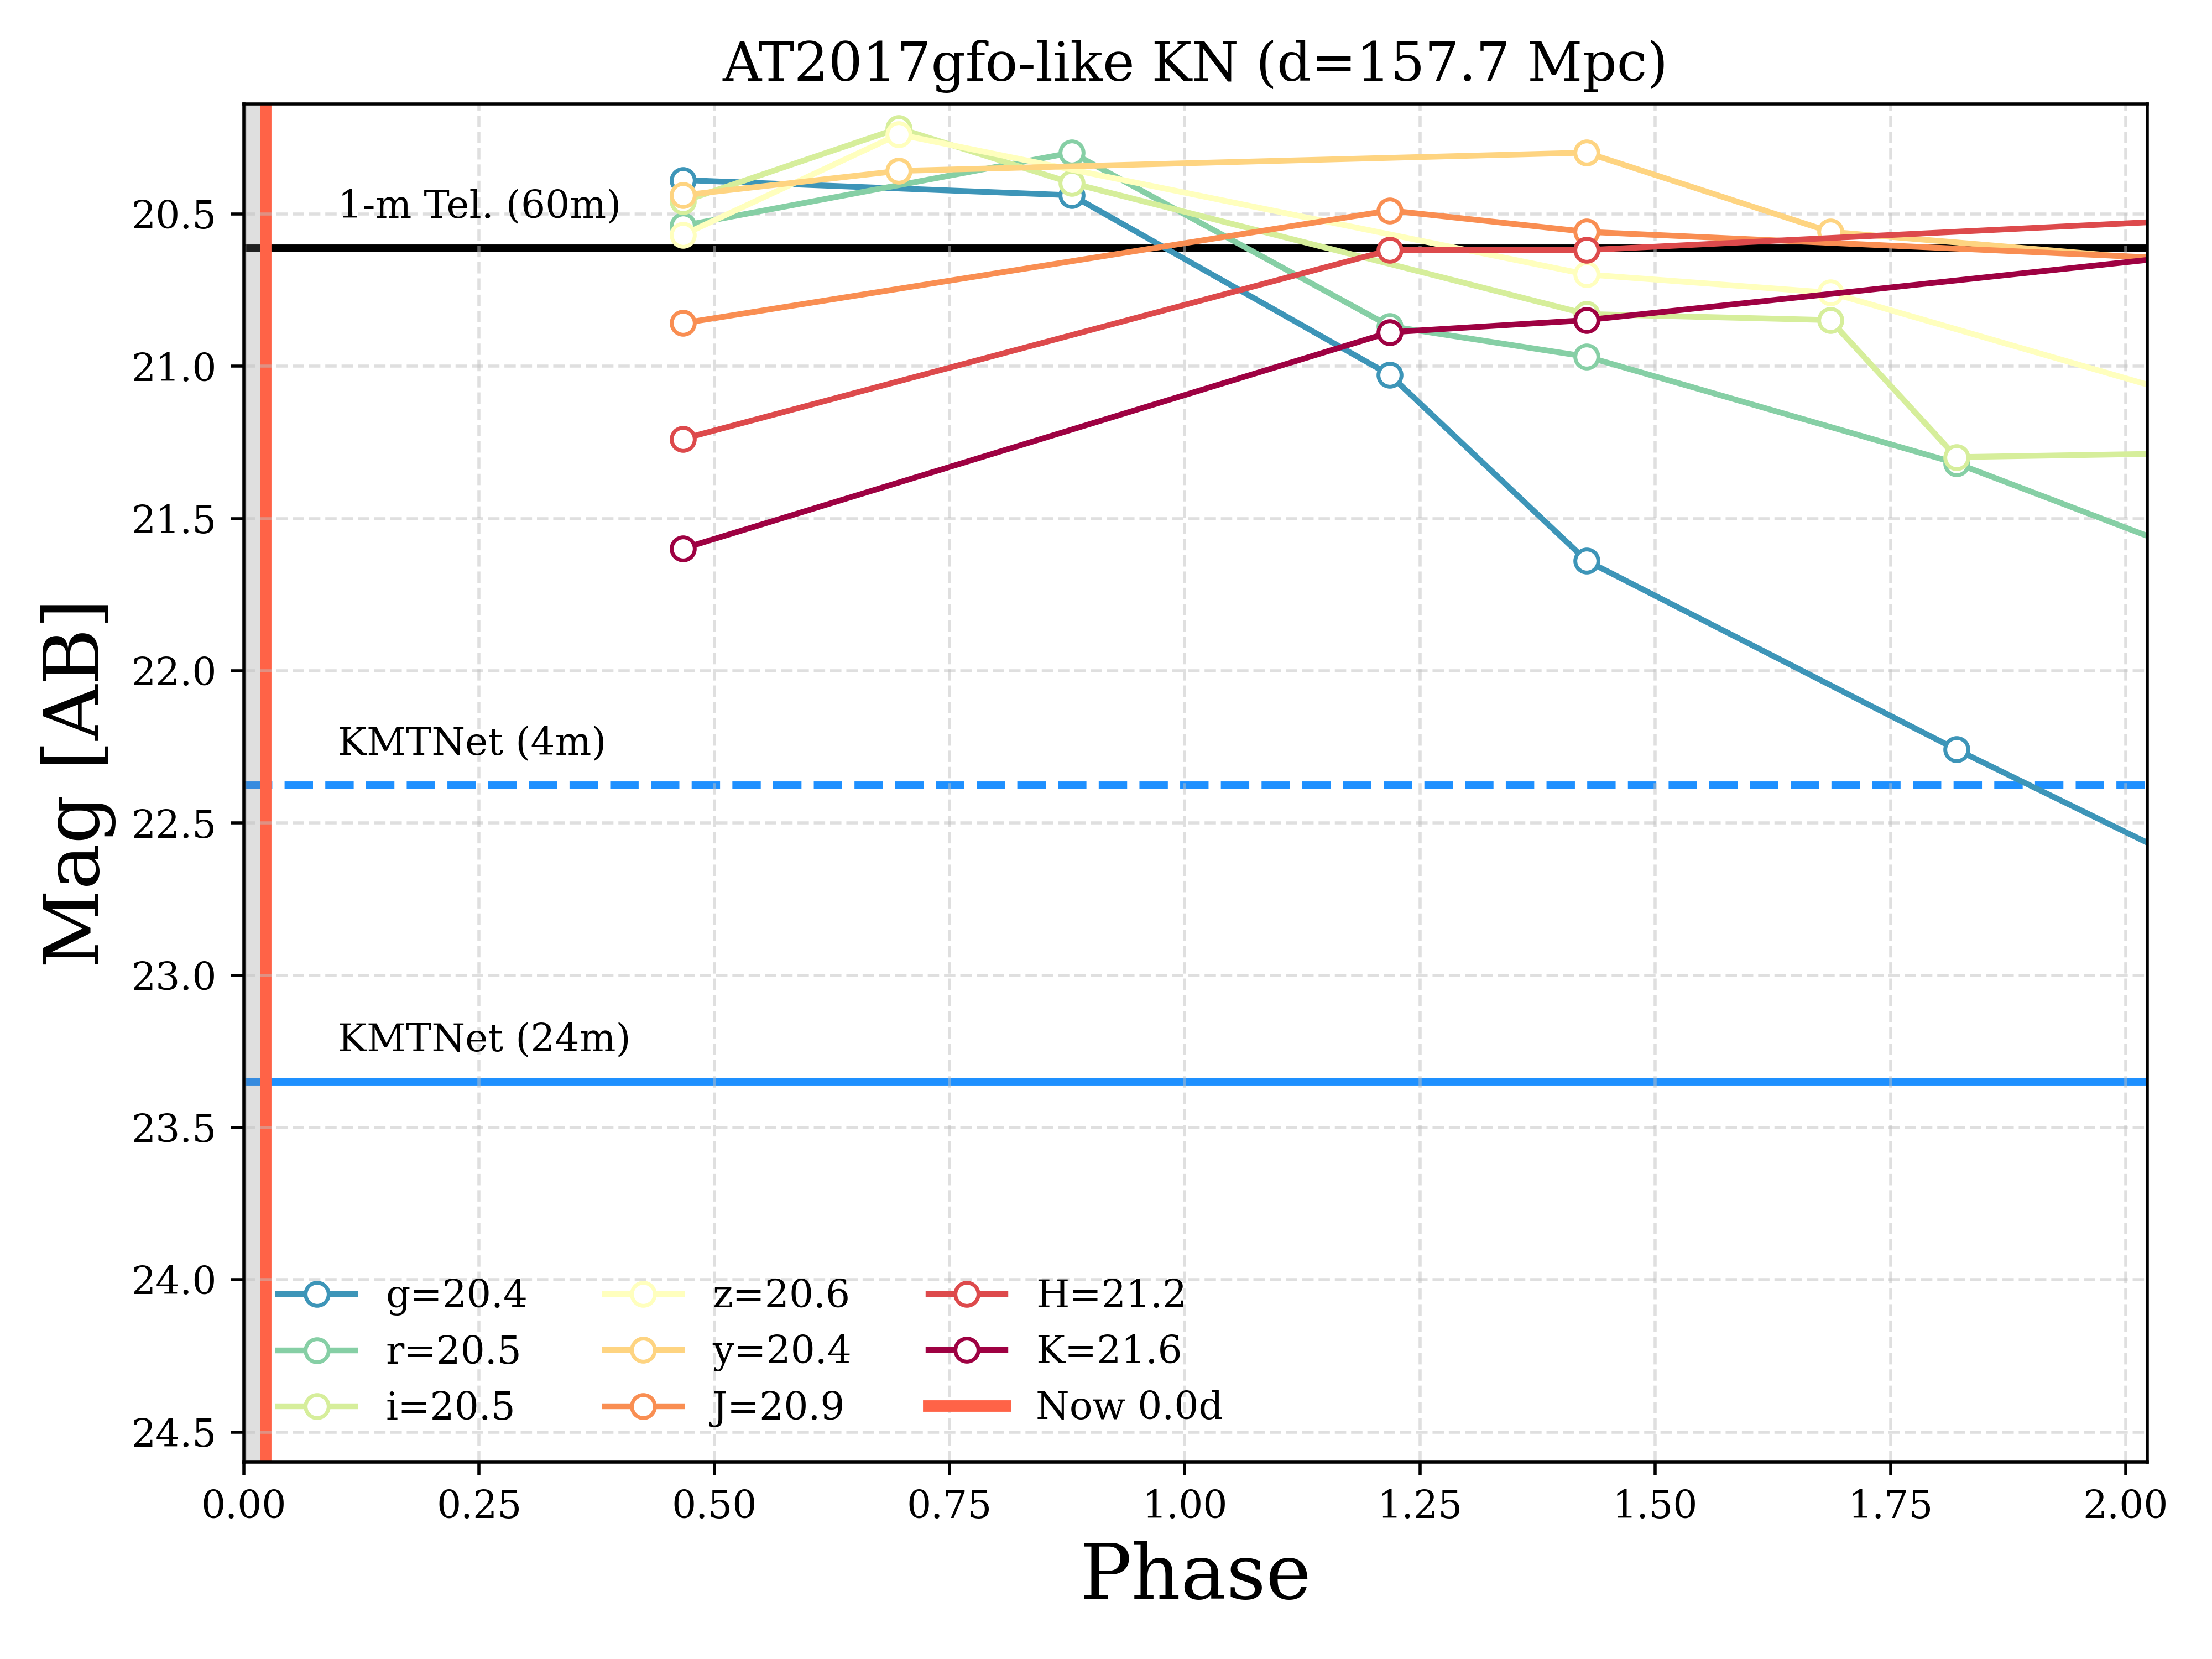 AT2017gfo-like KN (d=157.7 Mpc)
Mag [AB]
20.5
21.0
21.5
22.0
22.5
23.0
23.5
24.0
24.5
1-m Tel. (60m)
KMTNet (4m)
KMTNet (24m)
g=20.4
r=20.5
i=20.5
z=20.6
y=20.4
J=20.9
H=21.2
K=21.6
Now 0.0d
0.00 0.25 0.50 0.75 1.00 1.25 1.50 1.75 2.00
Phase